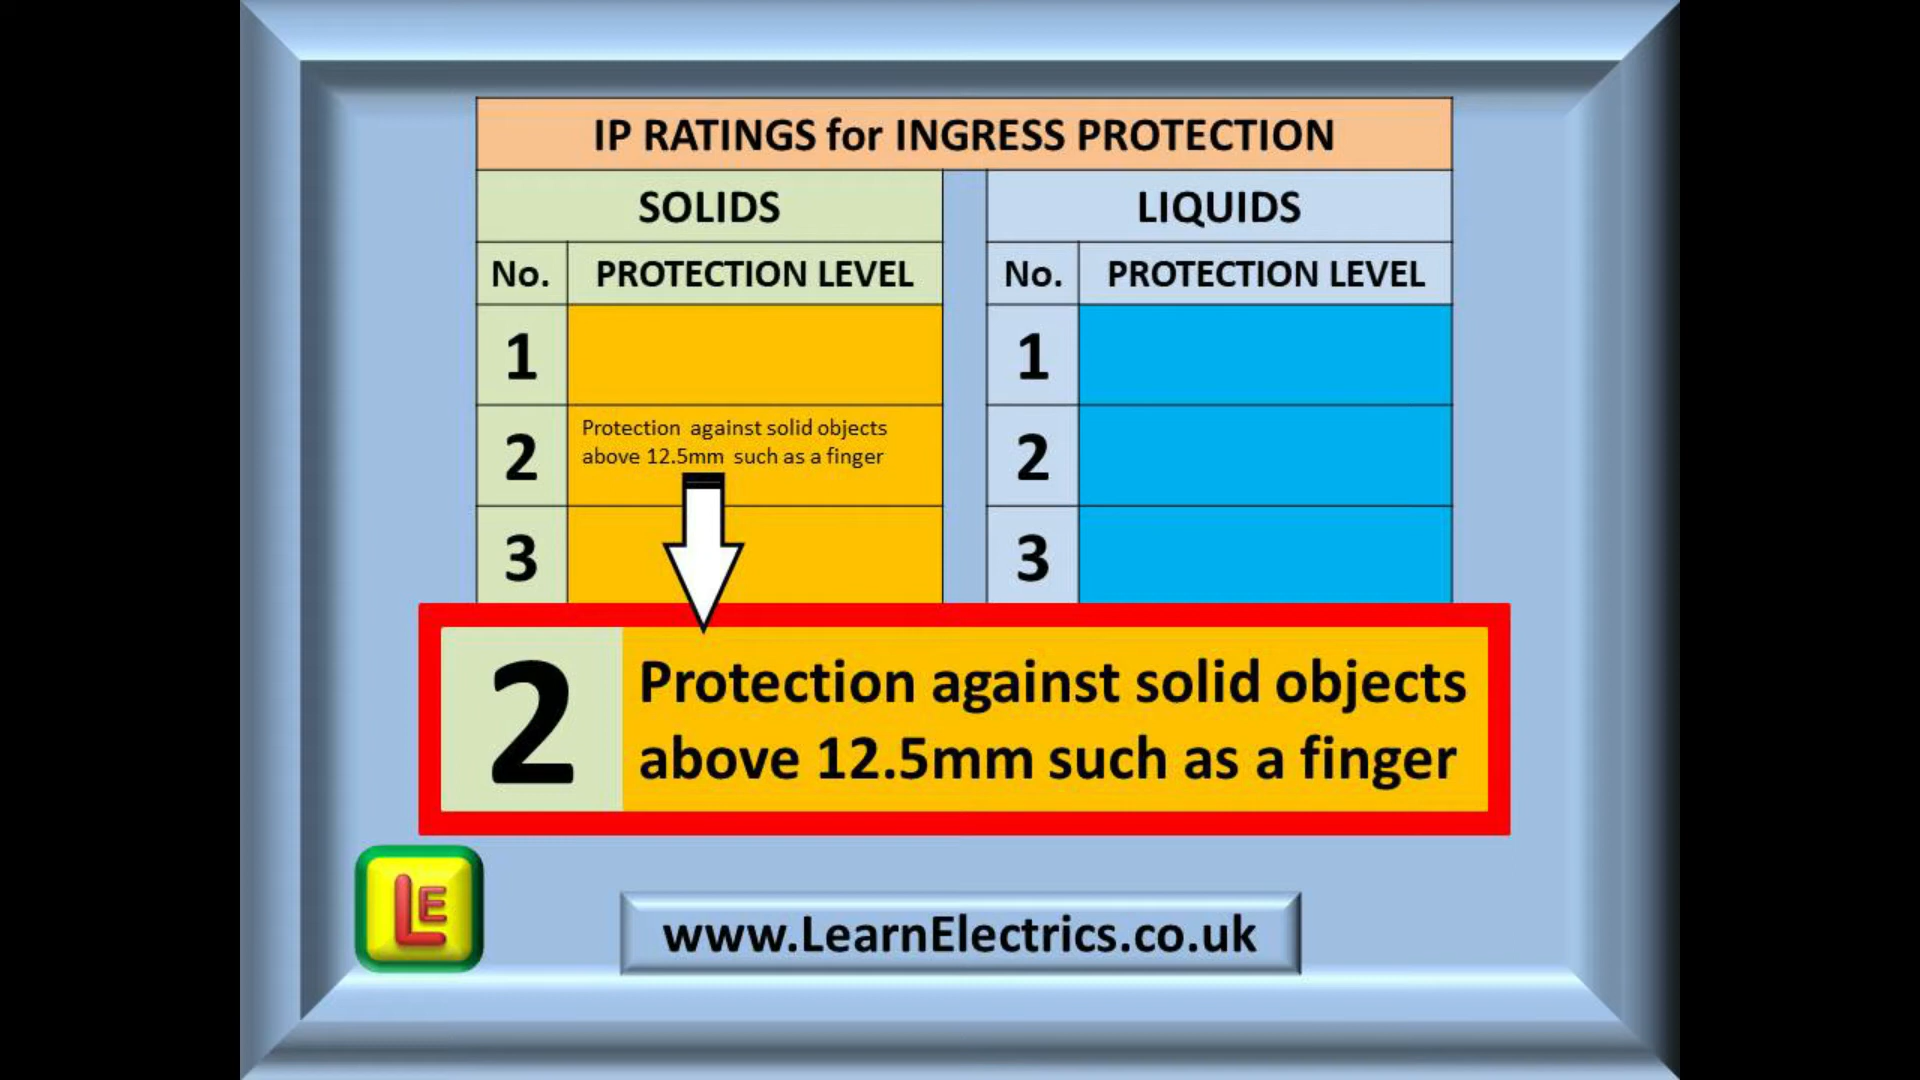 IP RATINGS for INGRESS PROTECTION
SOLIDS
LIQUIDS
No.
PROTECTION LEVEL
No.
PROTECTION LEVEL
1
1
2
Protection against solid objects
above 12.5mm such as a finger
2
3
3
2
Protection against solid objects
above 12.5mm such as a finger
LE
www.LearnElectrics.co.uk